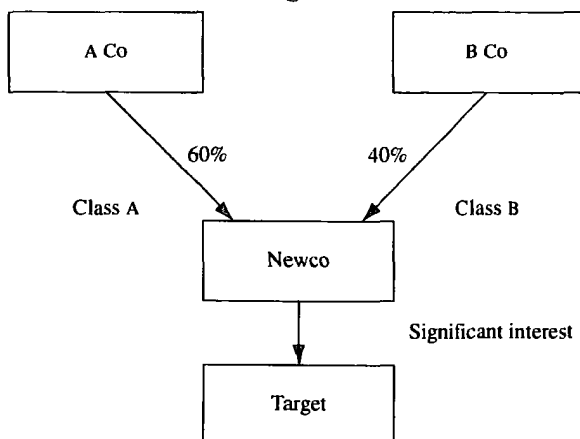 A Co
B Co
60%
40%
Class A
Class B
Newco
Significant interest
Target